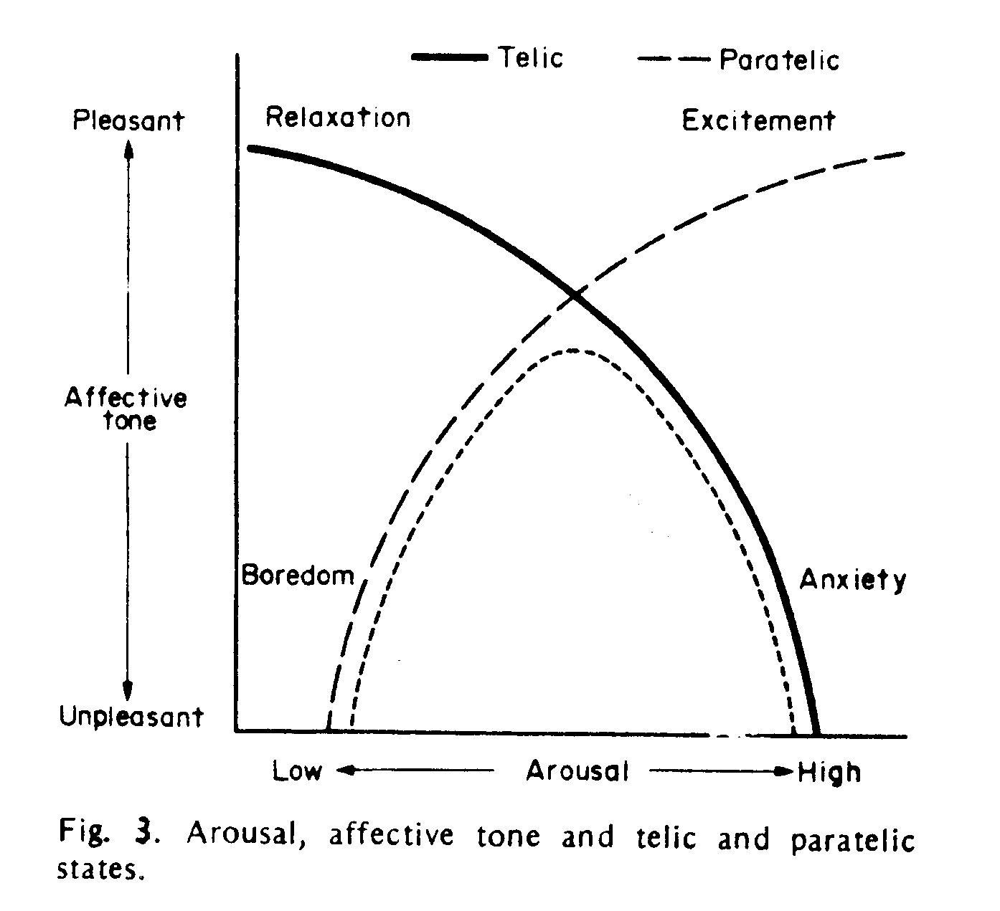 Telic
Paratelic
Pleasant
Relaxation
Excitement
Affective
tone
Boredom
Anxiety
Unpleasant
Low
Arousal
High
Fig. 3. Arousal, affective tone and telic and paratelic
states.